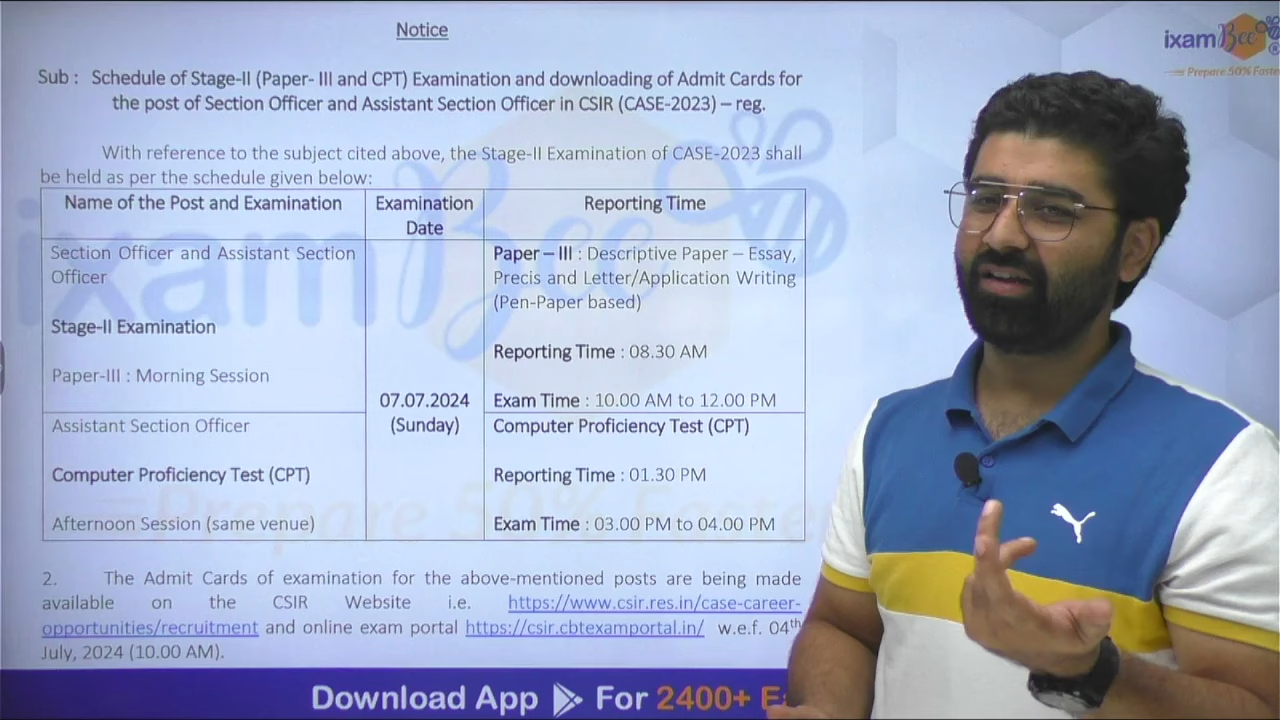 Notice
ixamBee
Prepare 50%
Sub : Schedule of Stage-II (Paper- III and CPT) Examination and downloading of Admit Cards for
the post of Section Officer and Assistant Section Officer in CSIR (CASE-2023) – reg.
With reference to the subject cited above, the Stage-II Examination of CASE-2023 shall
be held as per the schedule given below:
Name of the Post and Examination
Examination
Date
Reporting Time
Section Officer and Assistant Section
Officer
Stage-II Examination
Paper-III : Morning Session
07.07.2024
(Sunday)
Paper – III : Descriptive Paper – Essay,
Precis and Letter/Application Writing
(Pen-Paper based)
Reporting Time : 08.30 AM
Exam Time : 10.00 AM to 12.00 PM
Assistant Section Officer
Computer Proficiency Test (CPT)
Afternoon Session (same venue)
Computer Proficiency Test (CPT)
Reporting Time : 01.30 PM
Exam Time : 03.00 PM to 04.00 PM
2. The Admit Cards of examination for the above-mentioned posts are being made
available on the CSIR Website i.e. https://www.csir.res.in/case-career-
opportunities/recruitment and online exam portal https://csir.cbtexamportal.in/ w.e.f. 04th
July, 2024 (10.00 AM).
ixamBee
Prepare 50% Faster
Download App For 2400+